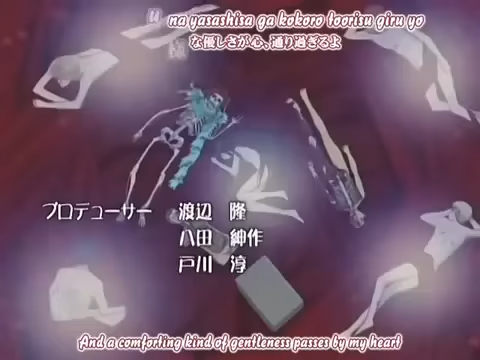 u na yasashisa ga kokoro toorisu giru yo
な優しさが心、通り過ぎるよ
プロデューサー 渡辺 隆
八田 紳作
戸川 淳
And a comforting kind of gentleness passes by my heart